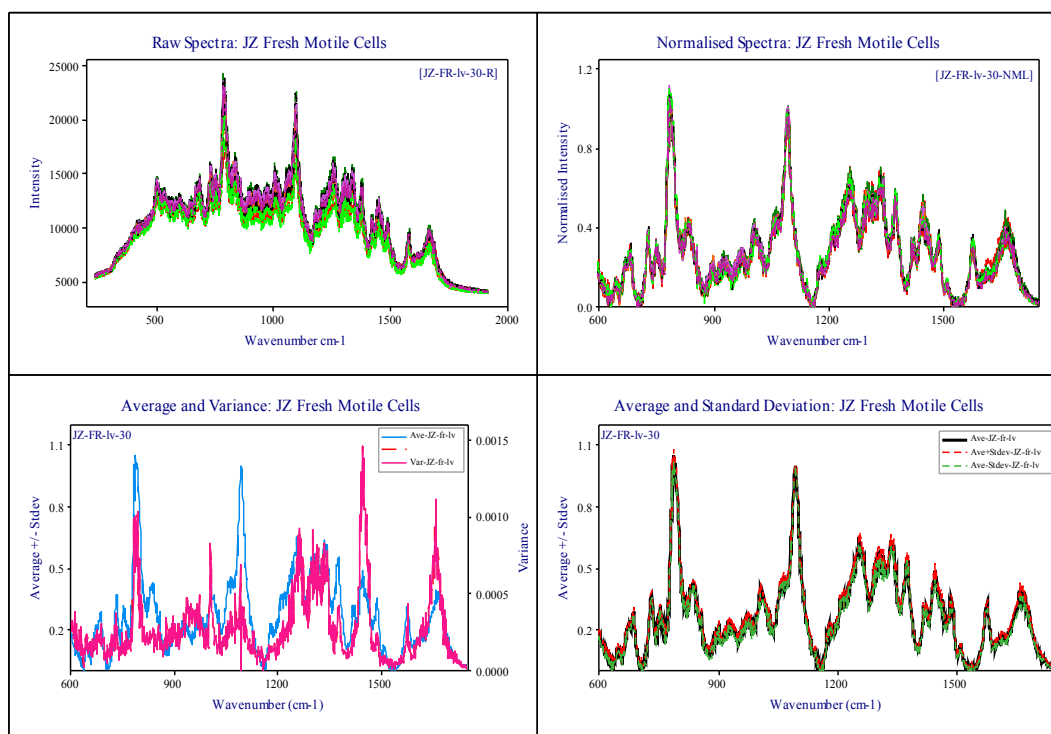 Raw Spectra: JZ Fresh Motile Cells
[JZ-FR-lv-30-R]
25000
20000
15000
10000
5000
Intensity
500
1000
1500
2000
Wavenumber cm-1
Normalised Spectra: JZ Fresh Motile Cells
[JZ-FR-lv-30-NML]
1.2
0.8
0.4
0.0
Normalised Intensity
600
900
1200
1500
Wavenumber cm-1
Average and Variance: JZ Fresh Motile Cells
JZ-FR-lv-30
Ave-JZ-fr-lv
Var-JZ-fr-lv
1.1
0.8
0.5
0.2
Average +/- Stdev
0.0015
0.0010
0.0005
0.0000
Variance
600
900
1200
1500
Wavenumber (cm-1)
Average and Standard Deviation: JZ Fresh Motile Cells
JZ-FR-lv-30
Ave-JZ-fr-lv
Ave+Stdev-JZ-fr-lv
Ave-Stdev-JZ-fr-lv
1.1
0.8
0.5
0.2
Average +/- Stdev
600
900
1200
1500
Wavenumber (cm-1)